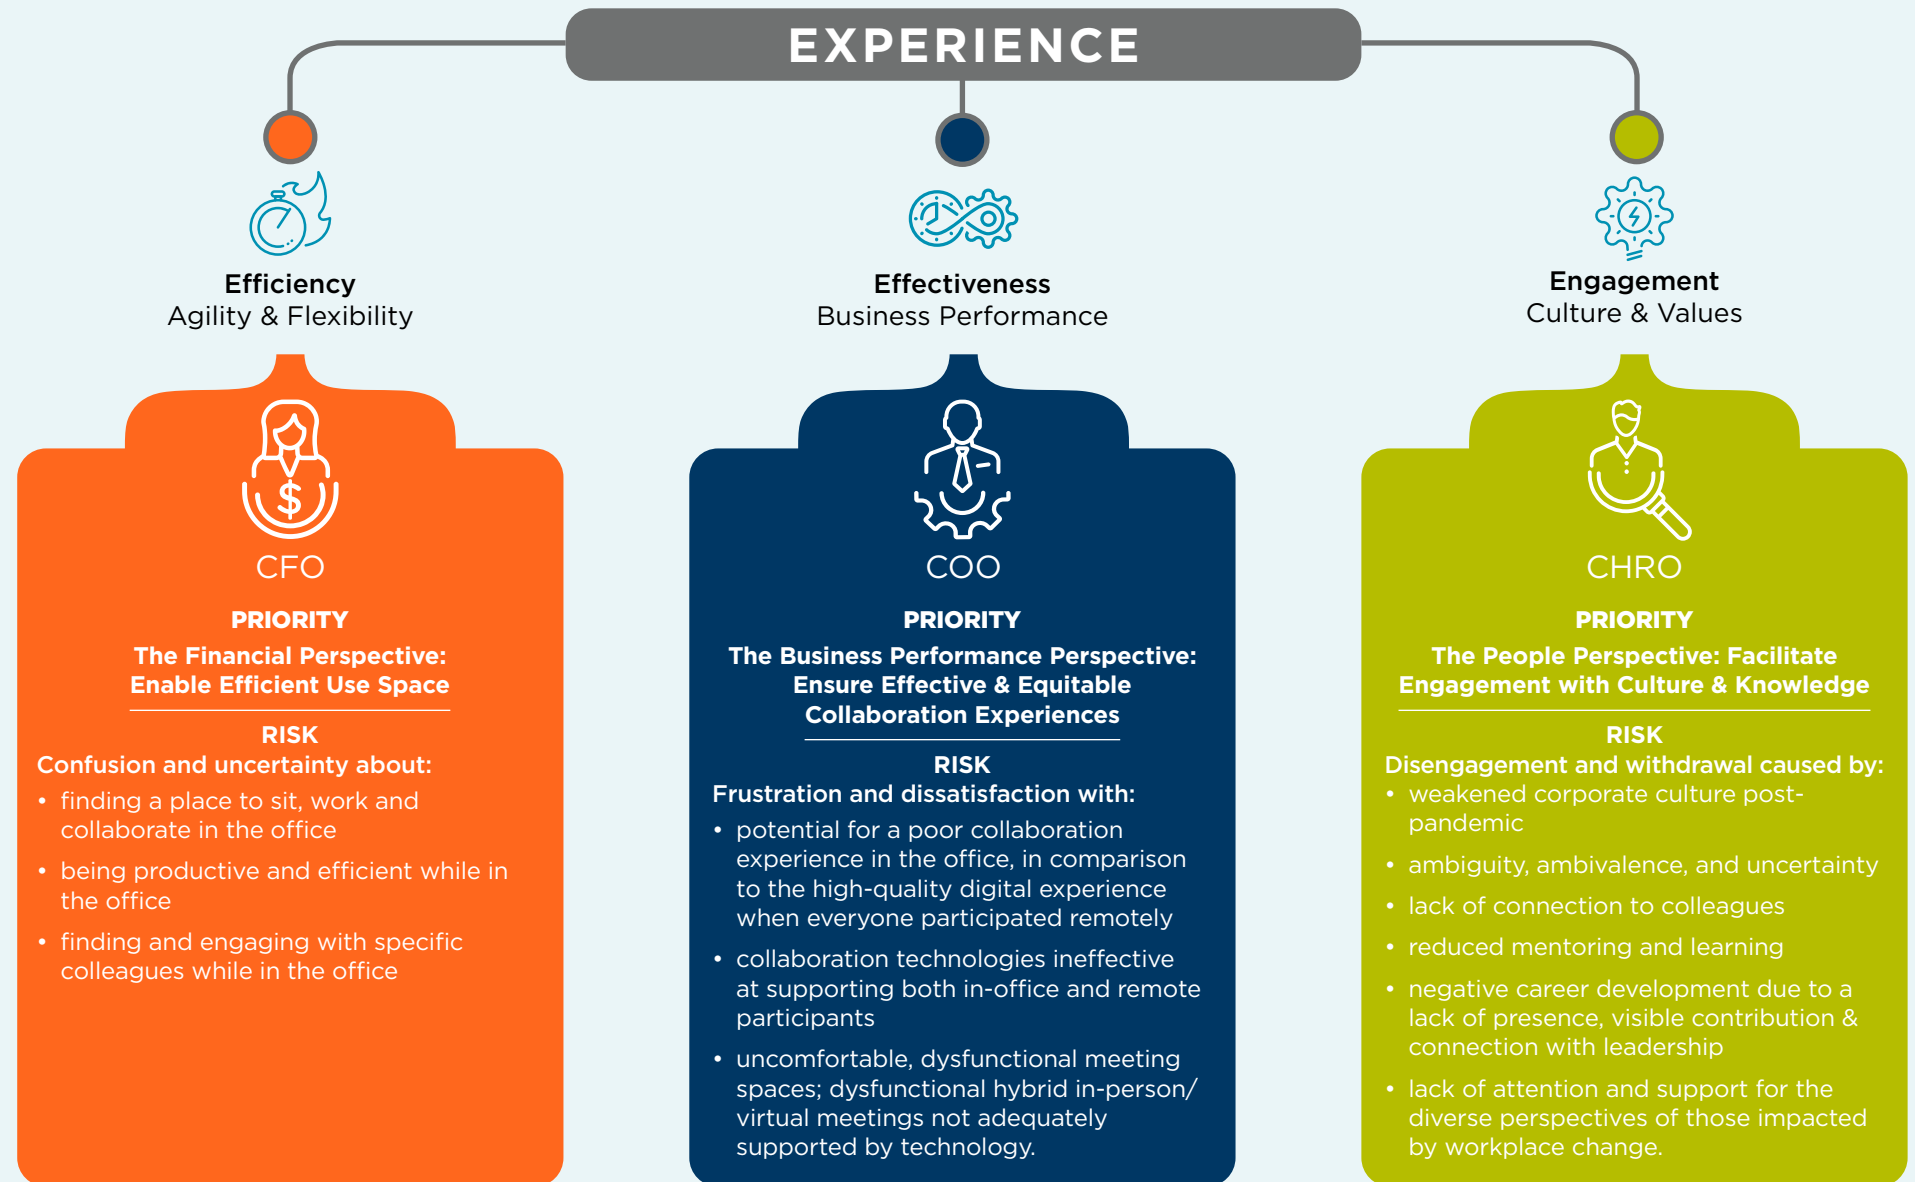 EXPERIENCE
Efficiency
Agility & Flexibility
CFO
PRIORITY
The Financial Perspective:
Enable Efficient Use Space
RISK
Confusion and uncertainty about:
• finding a place to sit, work and
collaborate in the office
• being productive and efficient while in
the office
• finding and engaging with specific
colleagues while in the office
Effectiveness
Business Performance
COO
PRIORITY
The Business Performance Perspective:
Ensure Effective & Equitable
Collaboration Experiences
RISK
Frustration and dissatisfaction with:
• potential for a poor collaboration
experience in the office, in comparison
to the high-quality digital experience
when everyone participated remotely
• collaboration technologies ineffective
at supporting both in-office and remote
participants
• uncomfortable, dysfunctional meeting
spaces; dysfunctional hybrid in-person/
virtual meetings not adequately
supported by technology.
Engagement
Culture & Values
CHRO
PRIORITY
The People Perspective: Facilitate
Engagement with Culture & Knowledge
RISK
Disengagement and withdrawal caused by:
• weakened corporate culture post-
pandemic
• ambiguity, ambivalence, and uncertainty
• lack of connection to colleagues
• reduced mentoring and learning
• negative career development due to a
lack of presence, visible contribution &
connection with leadership
• lack of attention and support for the
diverse perspectives of those impacted
by workplace change.